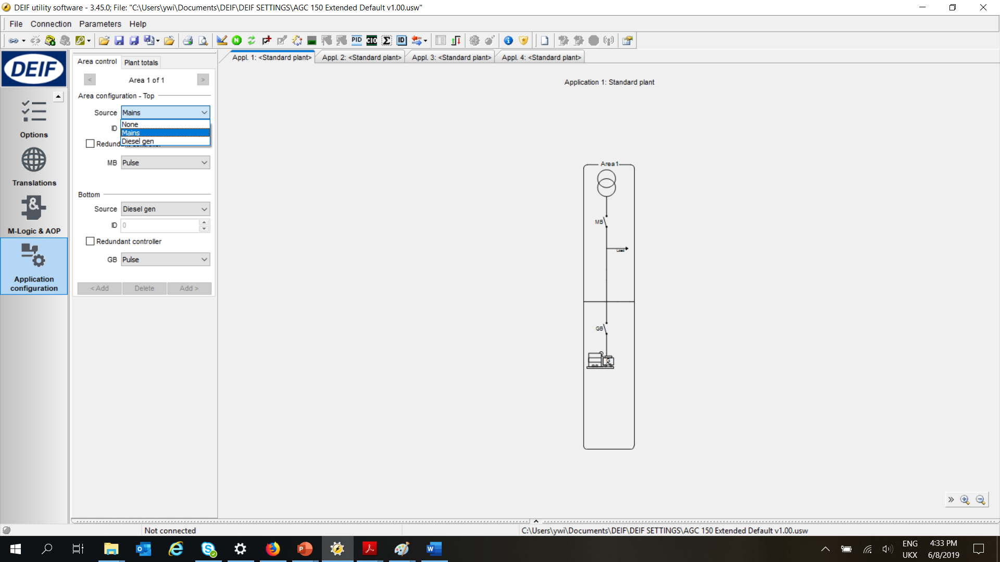 DEIF utility software - 3.45.0; File: "C:\Users\ywi\Documents\DEIF\DEIF SETTINGS\AGC 150 Extended Default v1.00.usw"
File Connection Parameters Help
N PID CIO Σ ID
DEIF
Options
Translations
&
M-Logic & AOP
Application
configuration
Area control Plant totals
< Area 1 of 1 >
Area configuration - Top
Source Mains
None
Mains
Diesel gen
ID
MB Pulse
Bottom
Source Diesel gen
ID 0
Redundant controller
GB Pulse
< Add Delete Add >
Appl. 1: <Standard plant> Appl. 2: <Standard plant> Appl. 3: <Standard plant> Appl. 4: <Standard plant>
Application 1: Standard plant
Area1
MB
Load
GB
G
Not connected C:\Users\ywi\Documents\DEIF\DEIF SETTINGS\AGC 150 Extended Default v1.00.usw
ENG 4:33 PM
UKX 6/8/2019